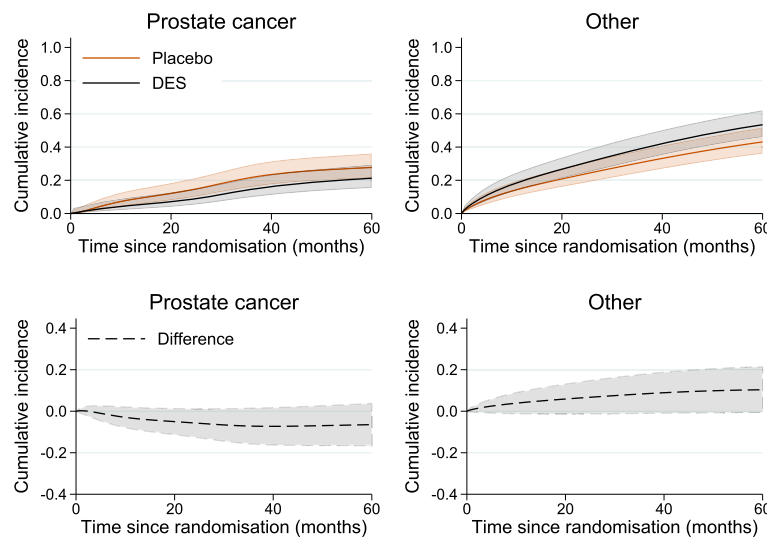 Prostate cancer
Cumulative incidence
1.0
0.8
0.6
0.4
0.2
0.0
Placebo
DES
0 20 40 60
Time since randomisation (months)
Other
Cumulative incidence
1.0
0.8
0.6
0.4
0.2
0.0
0 20 40 60
Time since randomisation (months)
Prostate cancer
Cumulative incidence
0.4
0.2
0.0
-0.2
-0.4
Difference
0 20 40 60
Time since randomisation (months)
Other
Cumulative incidence
0.4
0.2
0.0
-0.2
-0.4
0 20 40 60
Time since randomisation (months)